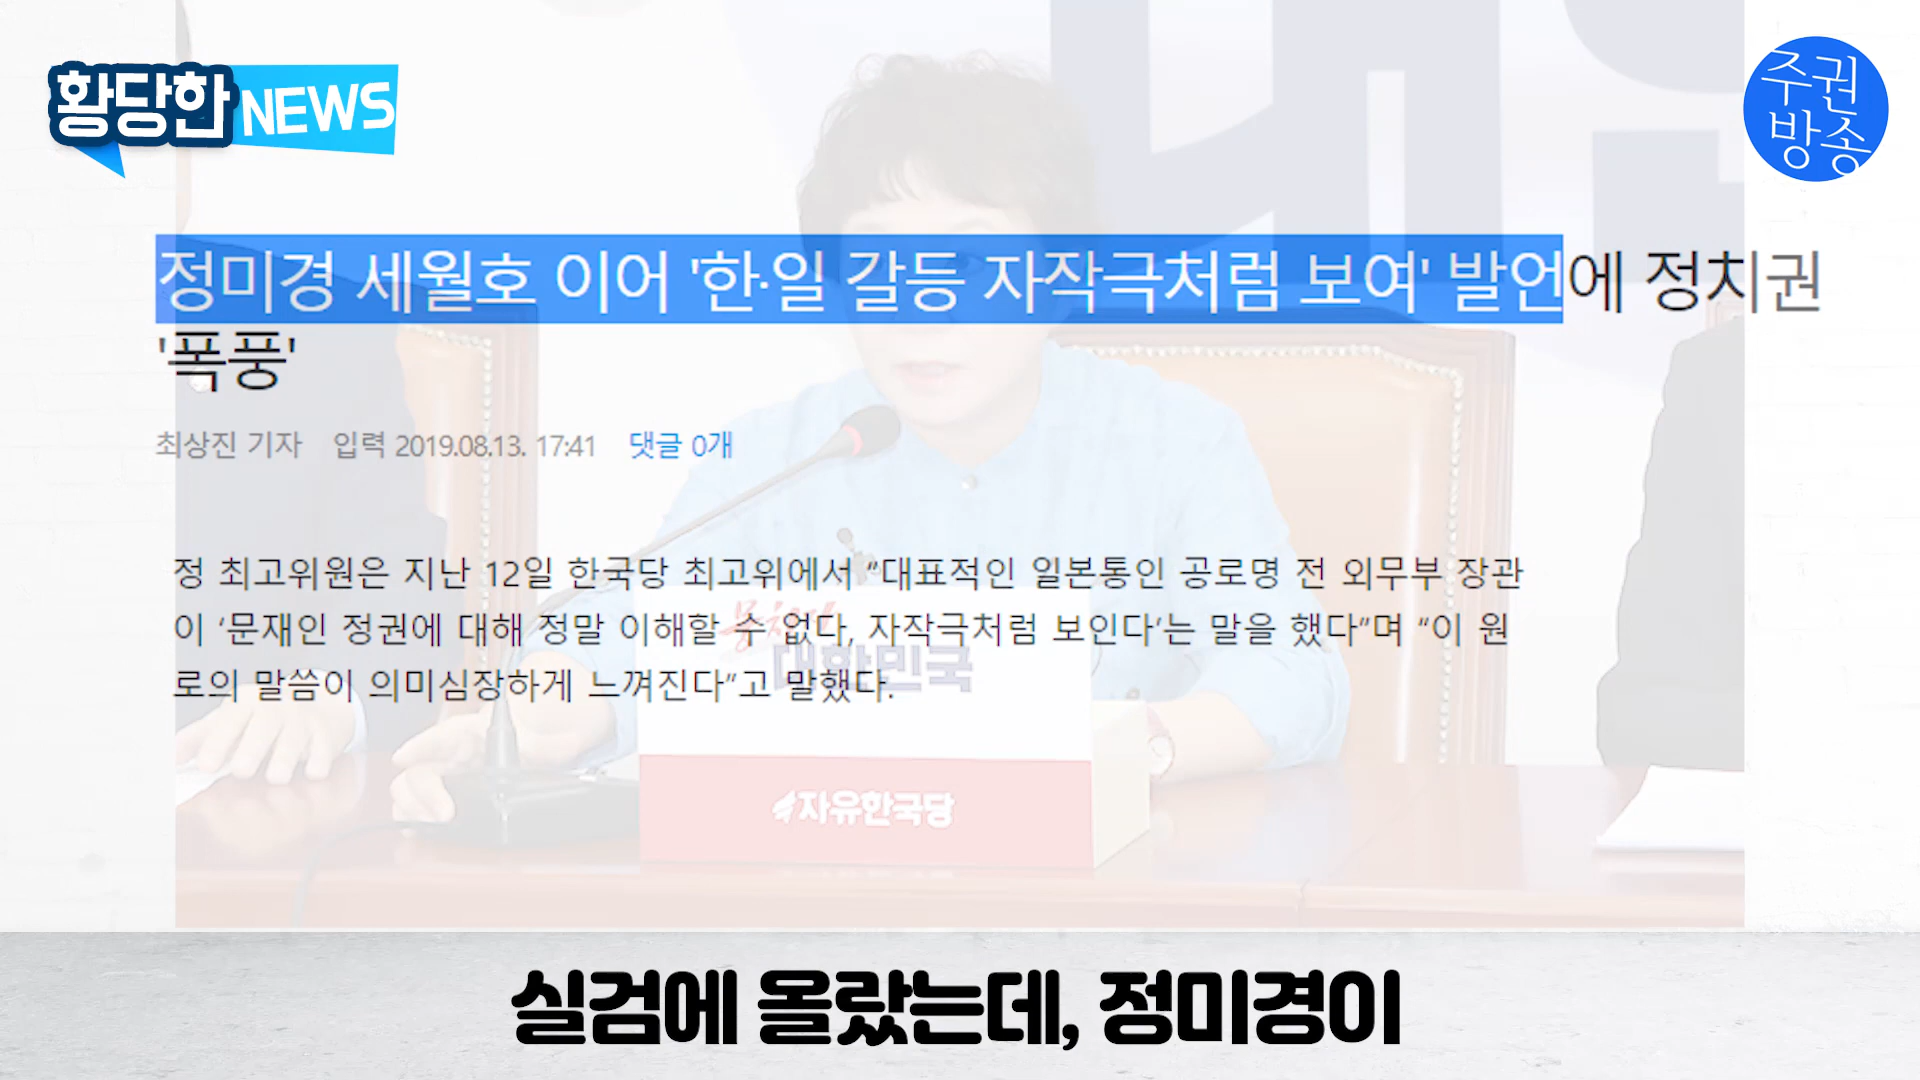 황당한 NEWS
주권
방송
정미경 세월호 이어 '한·일 갈등 자작극처럼 보여' 발언에 정치권
'폭풍'
최상진 기자 입력 2019.08.13. 17:41 댓글 0개
정 최고위원은 지난 12일 한국당 최고위에서 “대표적인 일본통인 공로명 전 외무부 장관
이 ‘문재인 정권에 대해 정말 이해할 수 없다, 자작극처럼 보인다’는 말을 했다”며 “이 원
로의 말씀이 의미심장하게 느껴진다”고 말했다.
대한민국
자유한국당
실검에 올랐는데, 정미경이